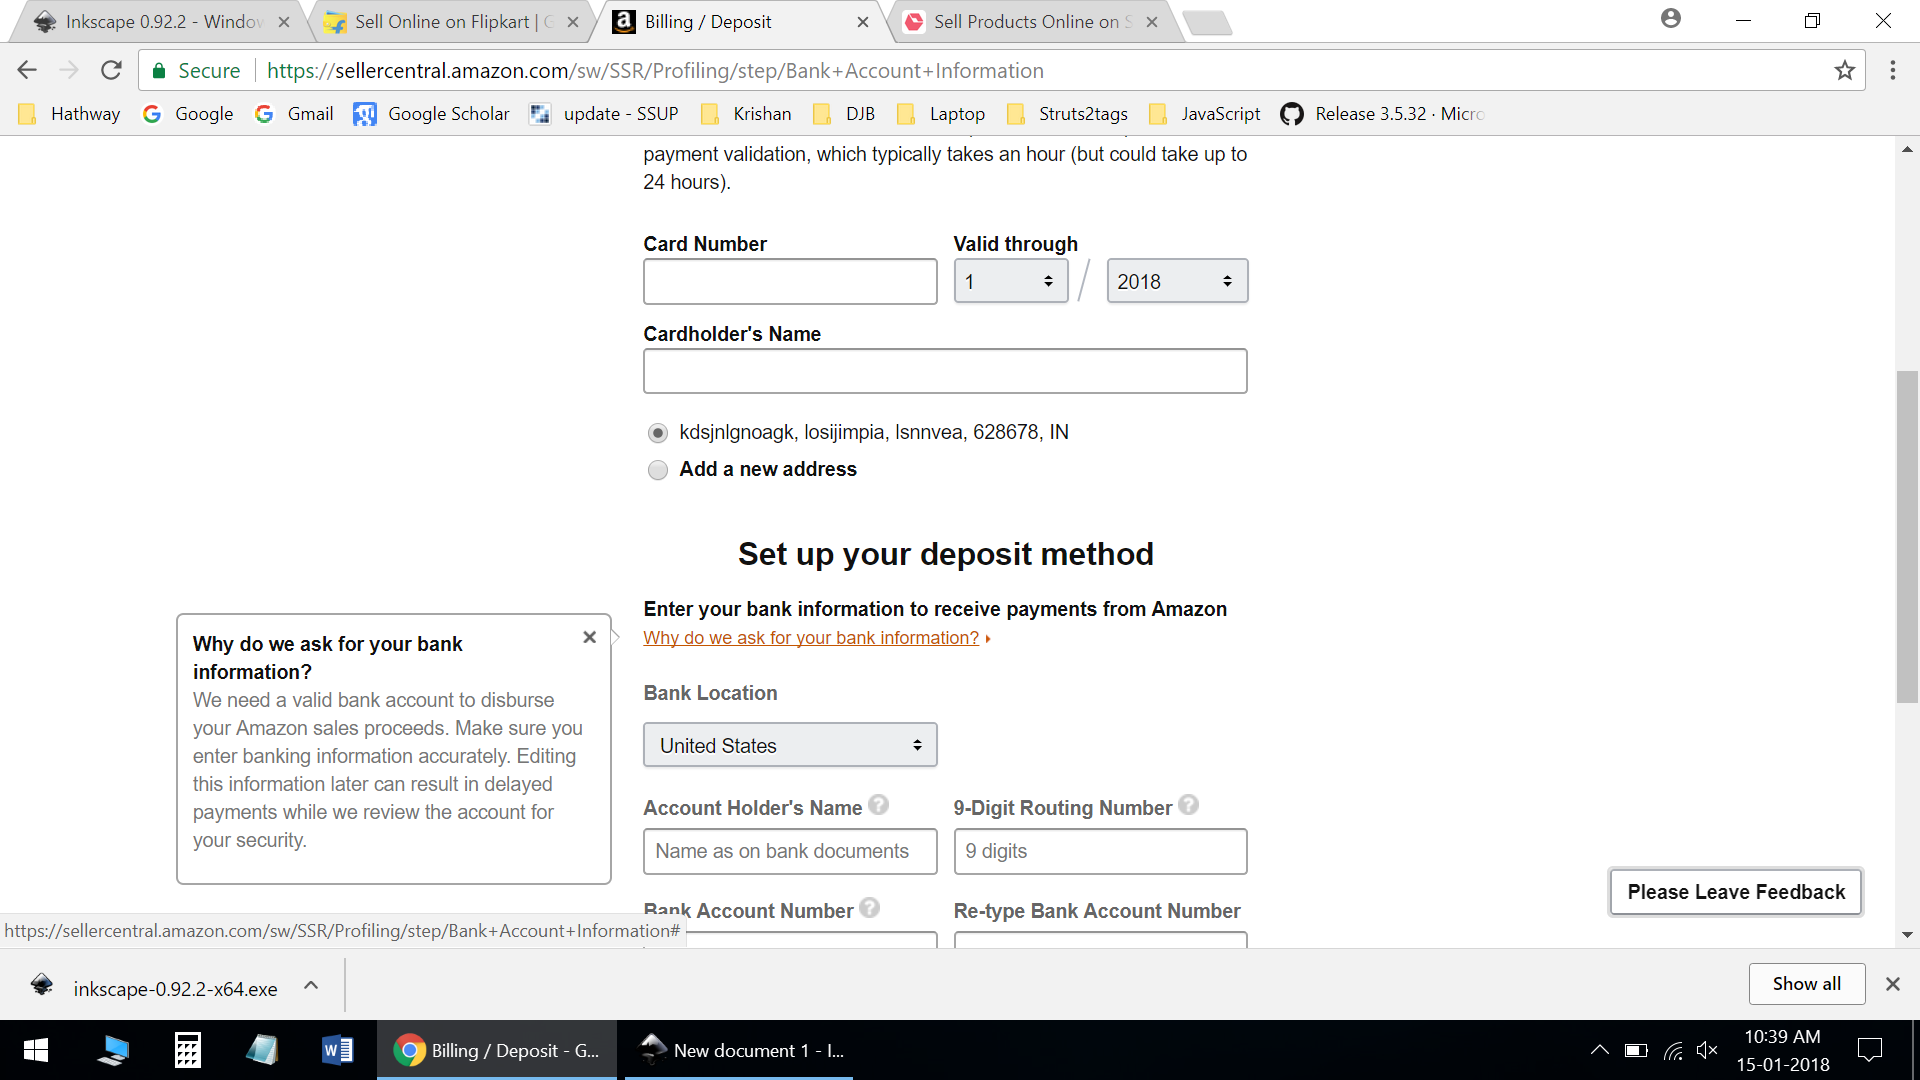 Inkscape 0.92.2 - Window
Sell Online on Flipkart | G
Billing / Deposit
Sell Products Online on S
Secure
https://sellercentral.amazon.com/sw/SSR/Profiling/step/Bank+Account+Information
Hathway
Google
Gmail
Google Scholar
update - SSUP
Krishan
DJB
Laptop
Struts2tags
JavaScript
Release 3.5.32 · Micro
payment validation, which typically takes an hour (but could take up to
24 hours).
Card Number
Valid through
1
2018
Cardholder's Name
kdsjnlgnoagk, losijimpia, lsnnvea, 628678, IN
Add a new address
Set up your deposit method
Enter your bank information to receive payments from Amazon
Why do we ask for your bank information?
Why do we ask for your bank
information?
We need a valid bank account to disburse
your Amazon sales proceeds. Make sure you
enter banking information accurately. Editing
this information later can result in delayed
payments while we review the account for
your security.
Bank Location
United States
Account Holder's Name ?
9-Digit Routing Number ?
Name as on bank documents
9 digits
Bank Account Number ?
Re-type Bank Account Number
Please Leave Feedback
https://sellercentral.amazon.com/sw/SSR/Profiling/step/Bank+Account+Information#
inkscape-0.92.2-x64.exe
Show all
Billing / Deposit - G...
New document 1 - I...
10:39 AM
15-01-2018